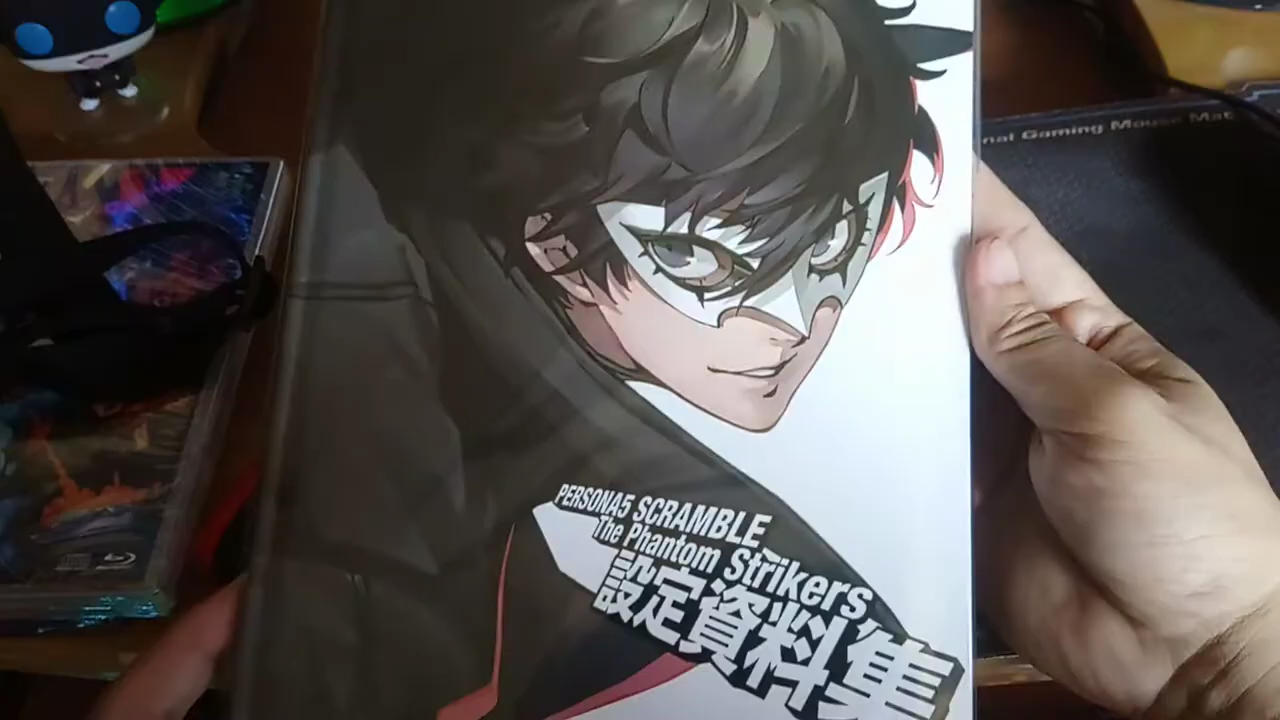 nal Gaming Mouse Mat
PERSONA5 SCRAMBLE
The Phantom Strikers
設定資料集